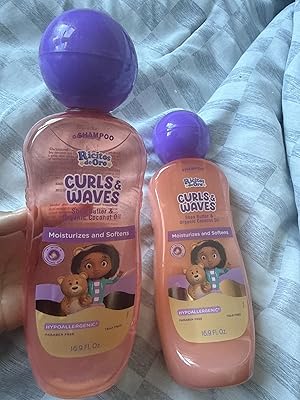 SHAMPOO
Ricitos
de Oro
CURLS &
WAVES
Shea Butter &
Organic Coconut Oil
Moisturizes and Softens
HYPOALLERGENIC
PARABEN FREE
TEAR FREE
16.9 FL Oz.
Ricitos
de Oro
CURLS &
WAVES
Shea Butter &
Organic Coconut Oil
Moisturizes and Softens
HYPOALLERGENIC
PARABEN FREE
16.9 FL Oz.